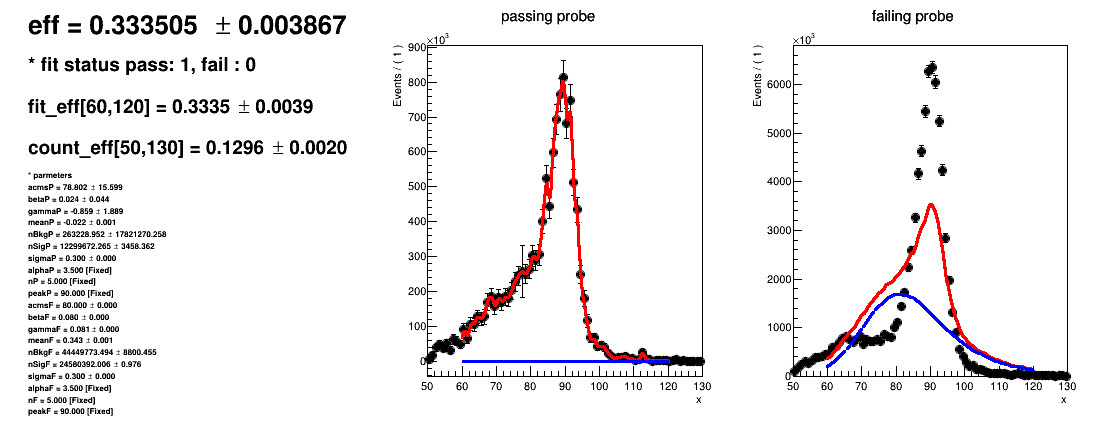 eff = 0.333505 ± 0.003867
* fit status pass: 1, fail : 0
fit_eff[60,120] = 0.3335 ± 0.0039
count_eff[50,130] = 0.1296 ± 0.0020
* parmeters
acmsP = 78.802 ± 15.599
betaP = 0.024 ± 0.044
gammaP = -0.859 ± 1.889
meanP = -0.022 ± 0.001
nBkgP = 263228.952 ± 17821270.258
nSigP = 12299672.265 ± 3458.362
sigmaP = 0.300 ± 0.000
alphaP = 3.500 [Fixed]
nP = 5.000 [Fixed]
peakP = 90.000 [Fixed]
acmsF = 80.000 ± 0.000
betaF = 0.080 ± 0.000
gammaF = 0.081 ± 0.000
meanF = 0.343 ± 0.001
nBkgF = 44449773.494 ± 8800.455
nSigF = 24580392.006 ± 0.976
sigmaF = 0.300 ± 0.000
alphaF = 3.500 [Fixed]
nF = 5.000 [Fixed]
peakF = 90.000 [Fixed]
passing probe
×10³
Events / ( 1 )
900
800
700
600
500
400
300
200
100
0
50 60 70 80 90 100 110 120 130
x
failing probe
×10³
Events / ( 1 )
6000
5000
4000
3000
2000
1000
0
50 60 70 80 90 100 110 120 130
x